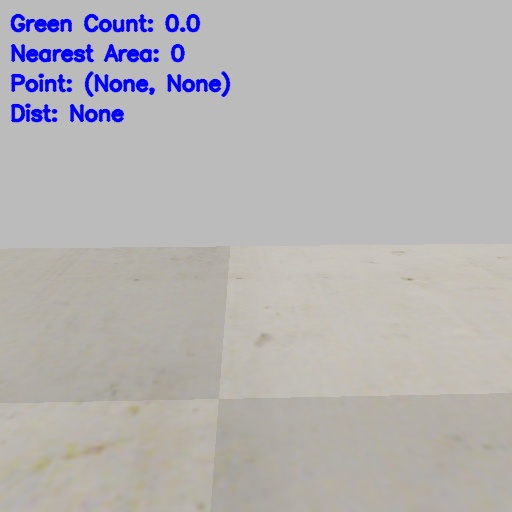 Green Count: 0.0
Nearest Area: 0
Point: (None, None)
Dist: None